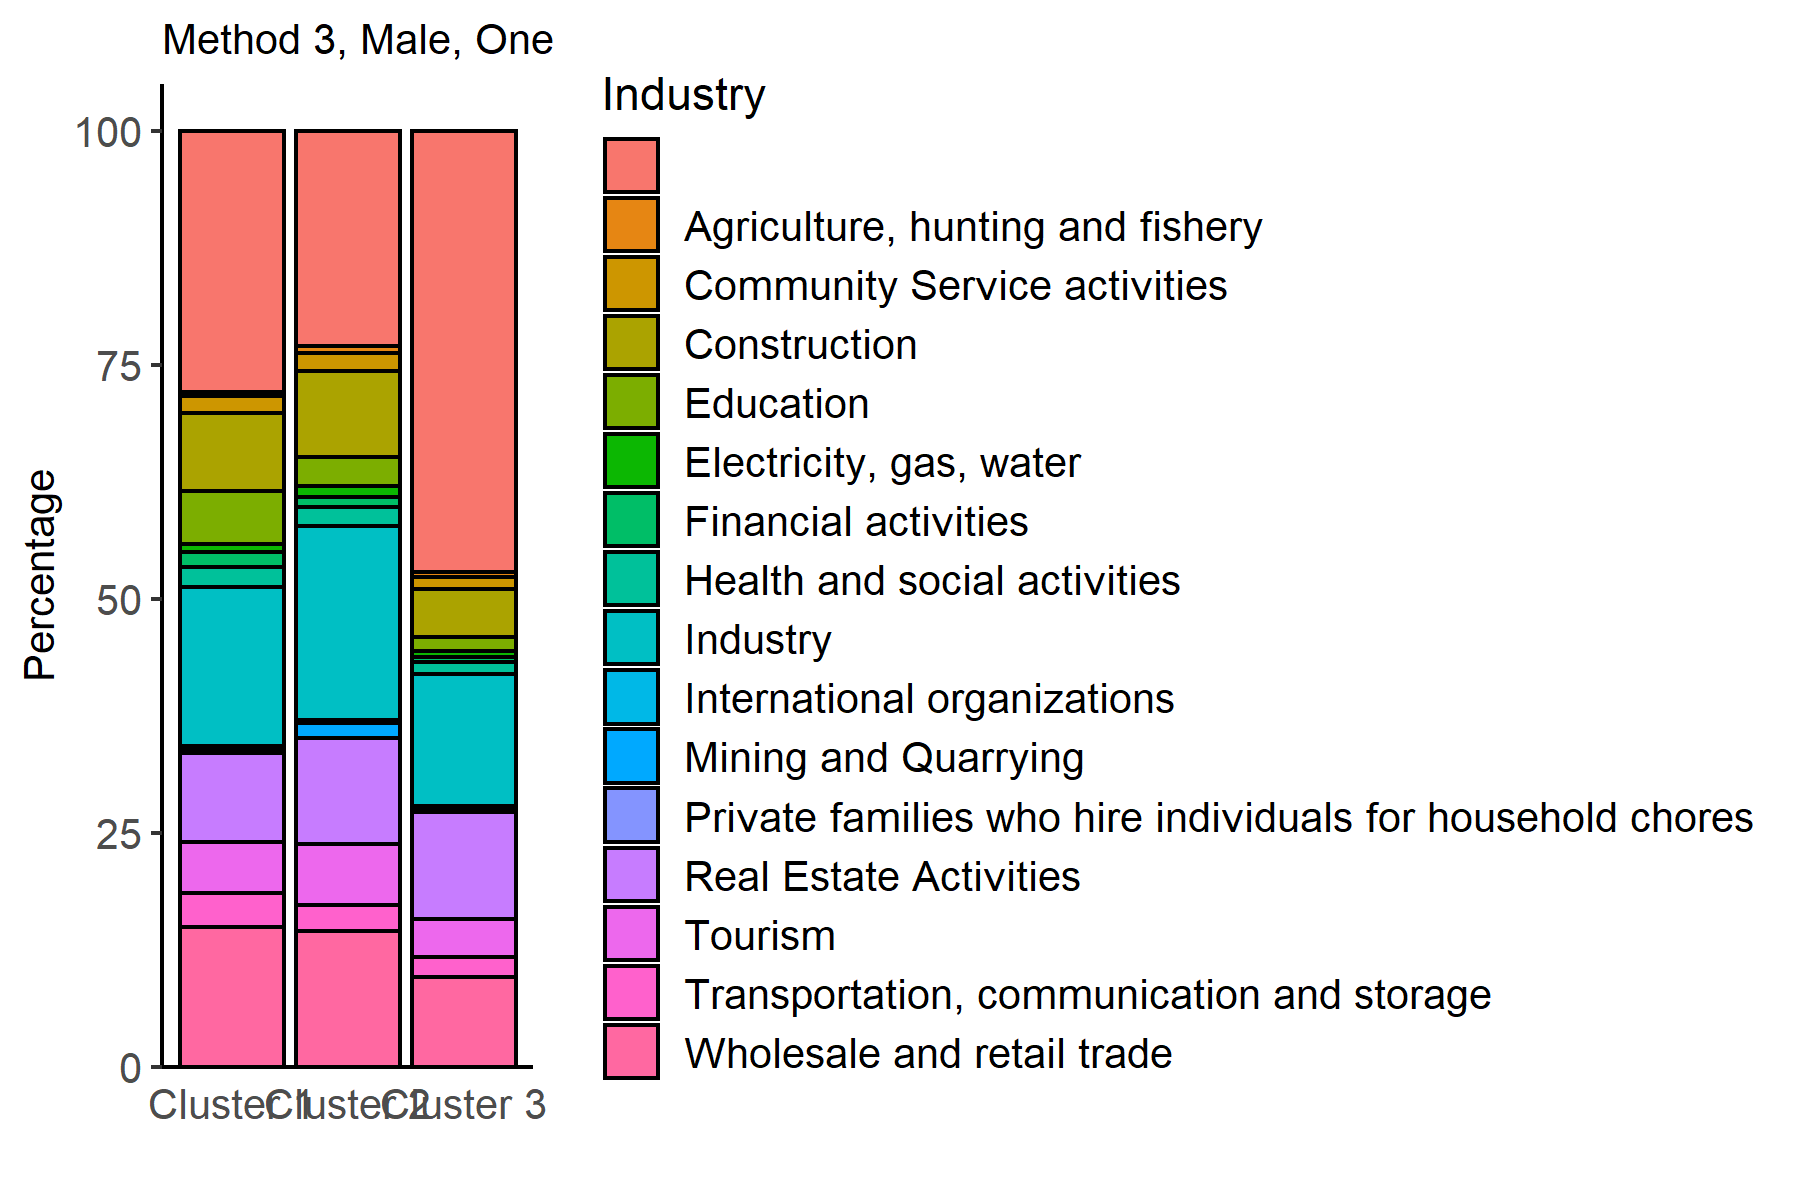 Method 3, Male, One
Industry
100
75
50
25
0
Percentage
Cluster 1
Cluster 2
Cluster 3
Agriculture, hunting and fishery
Community Service activities
Construction
Education
Electricity, gas, water
Financial activities
Health and social activities
Industry
International organizations
Mining and Quarrying
Private families who hire individuals for household chores
Real Estate Activities
Tourism
Transportation, communication and storage
Wholesale and retail trade